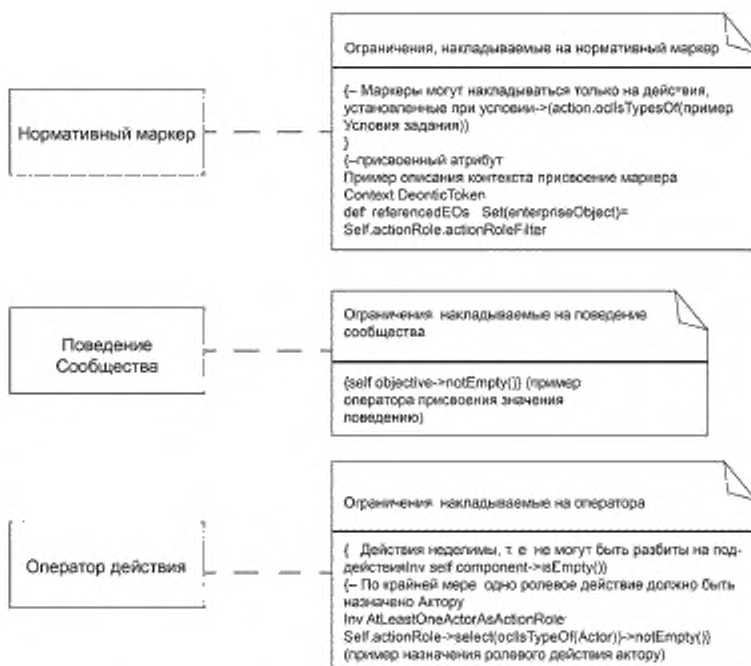 Нормативный маркер
Ограничения, накладываемые на нормативный маркер
{– Маркеры могут накладываться только на действия,
установленные при условии->(action.oclIsTypesOf(пример
Условия задания))
}
{–присвоенный атрибут
Пример описания контекста присвоение маркера
Context DeonticToken
def referencedEOs Set(enterpriseObject)=
Self.actionRole.actionRoleFilter
Поведение
Сообщества
Ограничения накладываемые на поведение
сообщества
{self objective->notEmpty()} (пример
оператора присвоения значения
поведению)
Оператор действия
Ограничения накладываемые на оператора
{ Действия неделимы, т. е не могут быть разбиты на под-
действияInv self component->isEmpty()}
{– По крайней мере одно ролевое действие должно быть
назначено Актору
Inv AtLeastOneActorAsActionRole
Self.actionRole->select(oclIsTypeOf(Actor))->notEmpty()}
(пример назначения ролевого действия актору)